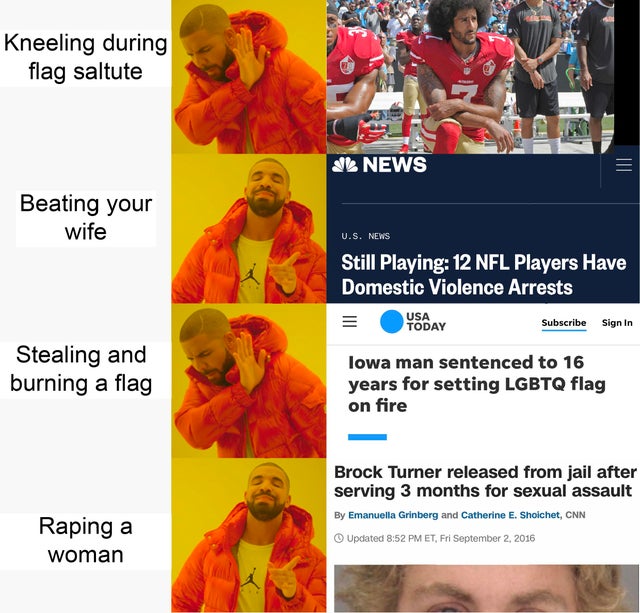 Kneeling during
flag saltute
7
NEWS
Beating your
wife
U.S. NEWS
Still Playing: 12 NFL Players Have
Domestic Violence Arrests
USA
TODAY
Subscribe Sign In
Stealing and
burning a flag
Iowa man sentenced to 16
years for setting LGBTQ flag
on fire
Brock Turner released from jail after
serving 3 months for sexual assault
By Emanuella Grinberg and Catherine E. Shoichet, CNN
Updated 8:52 PM ET, Fri September 2, 2016
Raping a
woman